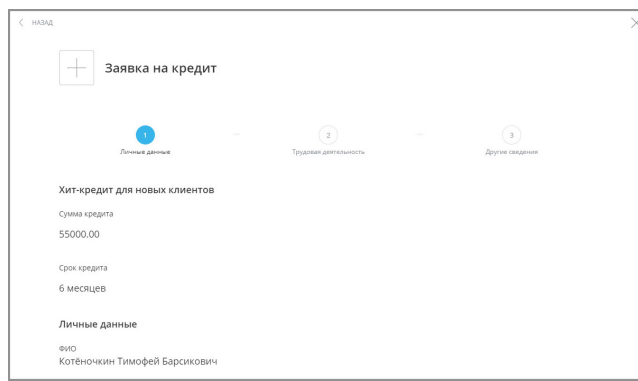 НАЗАД
Заявка на кредит
1
2
3
Личные данные
Трудовая деятельность
Другие сведения
Хит-кредит для новых клиентов
Сумма кредита
55000.00
Срок кредита
6 месяцев
Личные данные
ФИО
Котёночкин Тимофей Барсикович